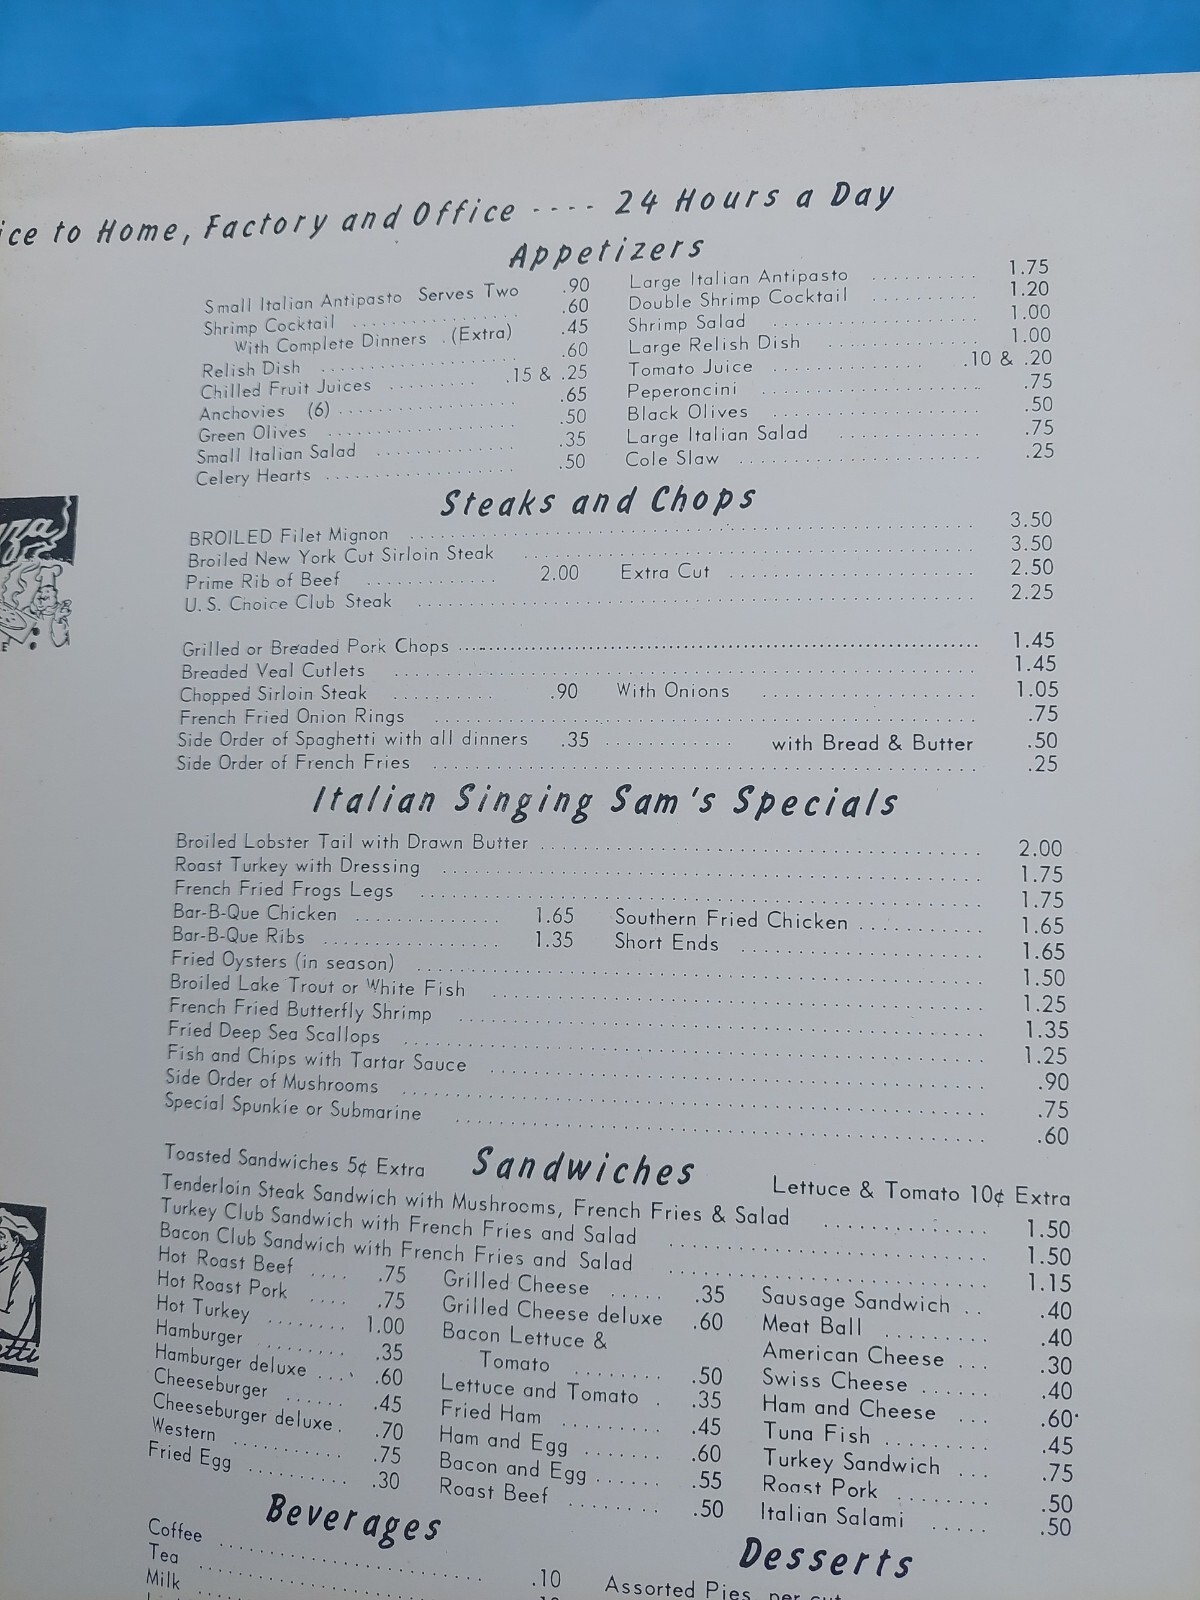 ice to Home, Factory and Office ---- 24 Hours a Day
Appetizers
Small Italian Antipasto Serves Two .90
Shrimp Cocktail .60
With Complete Dinners (Extra) .45
Relish Dish .60
Chilled Fruit Juices .15 & .25
Anchovies (6) .65
Green Olives .50
Small Italian Salad .35
Celery Hearts .50
Large Italian Antipasto 1.75
Double Shrimp Cocktail 1.20
Shrimp Salad 1.00
Large Relish Dish 1.00
Tomato Juice .10 & .20
Peperoncini .75
Black Olives .50
Large Italian Salad .75
Cole Slaw .25
Steaks and Chops
BROILED Filet Mignon 3.50
Broiled New York Cut Sirloin Steak 3.50
Prime Rib of Beef 2.00 Extra Cut 2.50
U.S. Choice Club Steak 2.25
Grilled or Breaded Pork Chops 1.45
Breaded Veal Cutlets 1.45
Chopped Sirloin Steak .90 With Onions 1.05
French Fried Onion Rings .75
Side Order of Spaghetti with all dinners .35 with Bread & Butter .50
Side Order of French Fries .25
Italian Singing Sam's Specials
Broiled Lobster Tail with Drawn Butter 2.00
Roast Turkey with Dressing 1.75
French Fried Frogs Legs 1.75
Bar-B-Que Chicken 1.65 Southern Fried Chicken 1.65
Bar-B-Que Ribs 1.35 Short Ends 1.65
Fried Oysters (in season) 1.50
Broiled Lake Trout or White Fish 1.25
French Fried Butterfly Shrimp 1.35
Fried Deep Sea Scallops 1.25
Fish and Chips with Tartar Sauce .90
Side Order of Mushrooms .75
Special Spunkie or Submarine .60
Toasted Sandwiches 5¢ Extra Sandwiches Lettuce & Tomato 10¢ Extra
Tenderloin Steak Sandwich with Mushrooms, French Fries & Salad 1.50
Turkey Club Sandwich with French Fries and Salad 1.50
Bacon Club Sandwich with French Fries and Salad 1.15
Hot Roast Beef .75
Hot Roast Pork .75
Hot Turkey 1.00
Hamburger .35
Hamburger deluxe .60
Cheeseburger .45
Cheeseburger deluxe .70
Western .75
Fried Egg .30
Grilled Cheese .35
Grilled Cheese deluxe .60
Bacon Lettuce &
Tomato .50
Lettuce and Tomato .35
Fried Ham .45
Ham and Egg .60
Bacon and Egg .55
Roast Beef .50
Sausage Sandwich .40
Meat Ball .40
American Cheese .30
Swiss Cheese .40
Ham and Cheese .60
Tuna Fish .45
Turkey Sandwich .75
Roast Pork .50
Italian Salami .50
Beverages
Coffee .10
Tea
Milk
Desserts
Assorted Pies, per cut